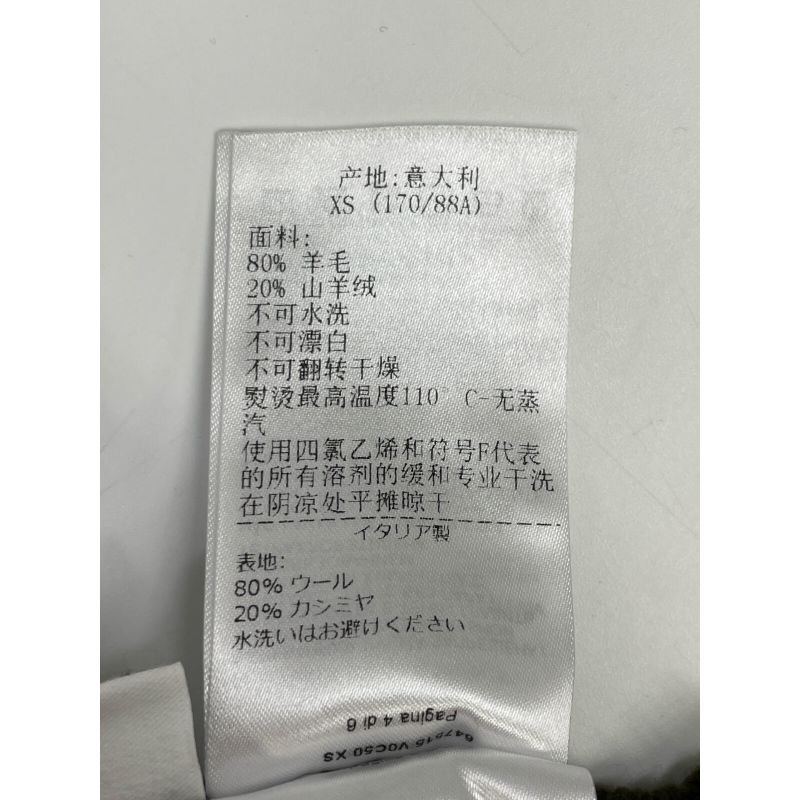 产地:意大利
XS (170/88A)
面料:
80% 羊毛
20% 山羊绒
不可水洗
不可漂白
不可翻转干燥
熨烫最高温度110° C-无蒸
汽
使用四氯乙烯和符号F代表
的所有溶剂的缓和专业干洗
在阴凉处平摊晾干
イタリア製
表地:
80% ウール
20% カシミヤ
水洗いはお避けください
Pagina 4 di 6
647515 V0C50 XS